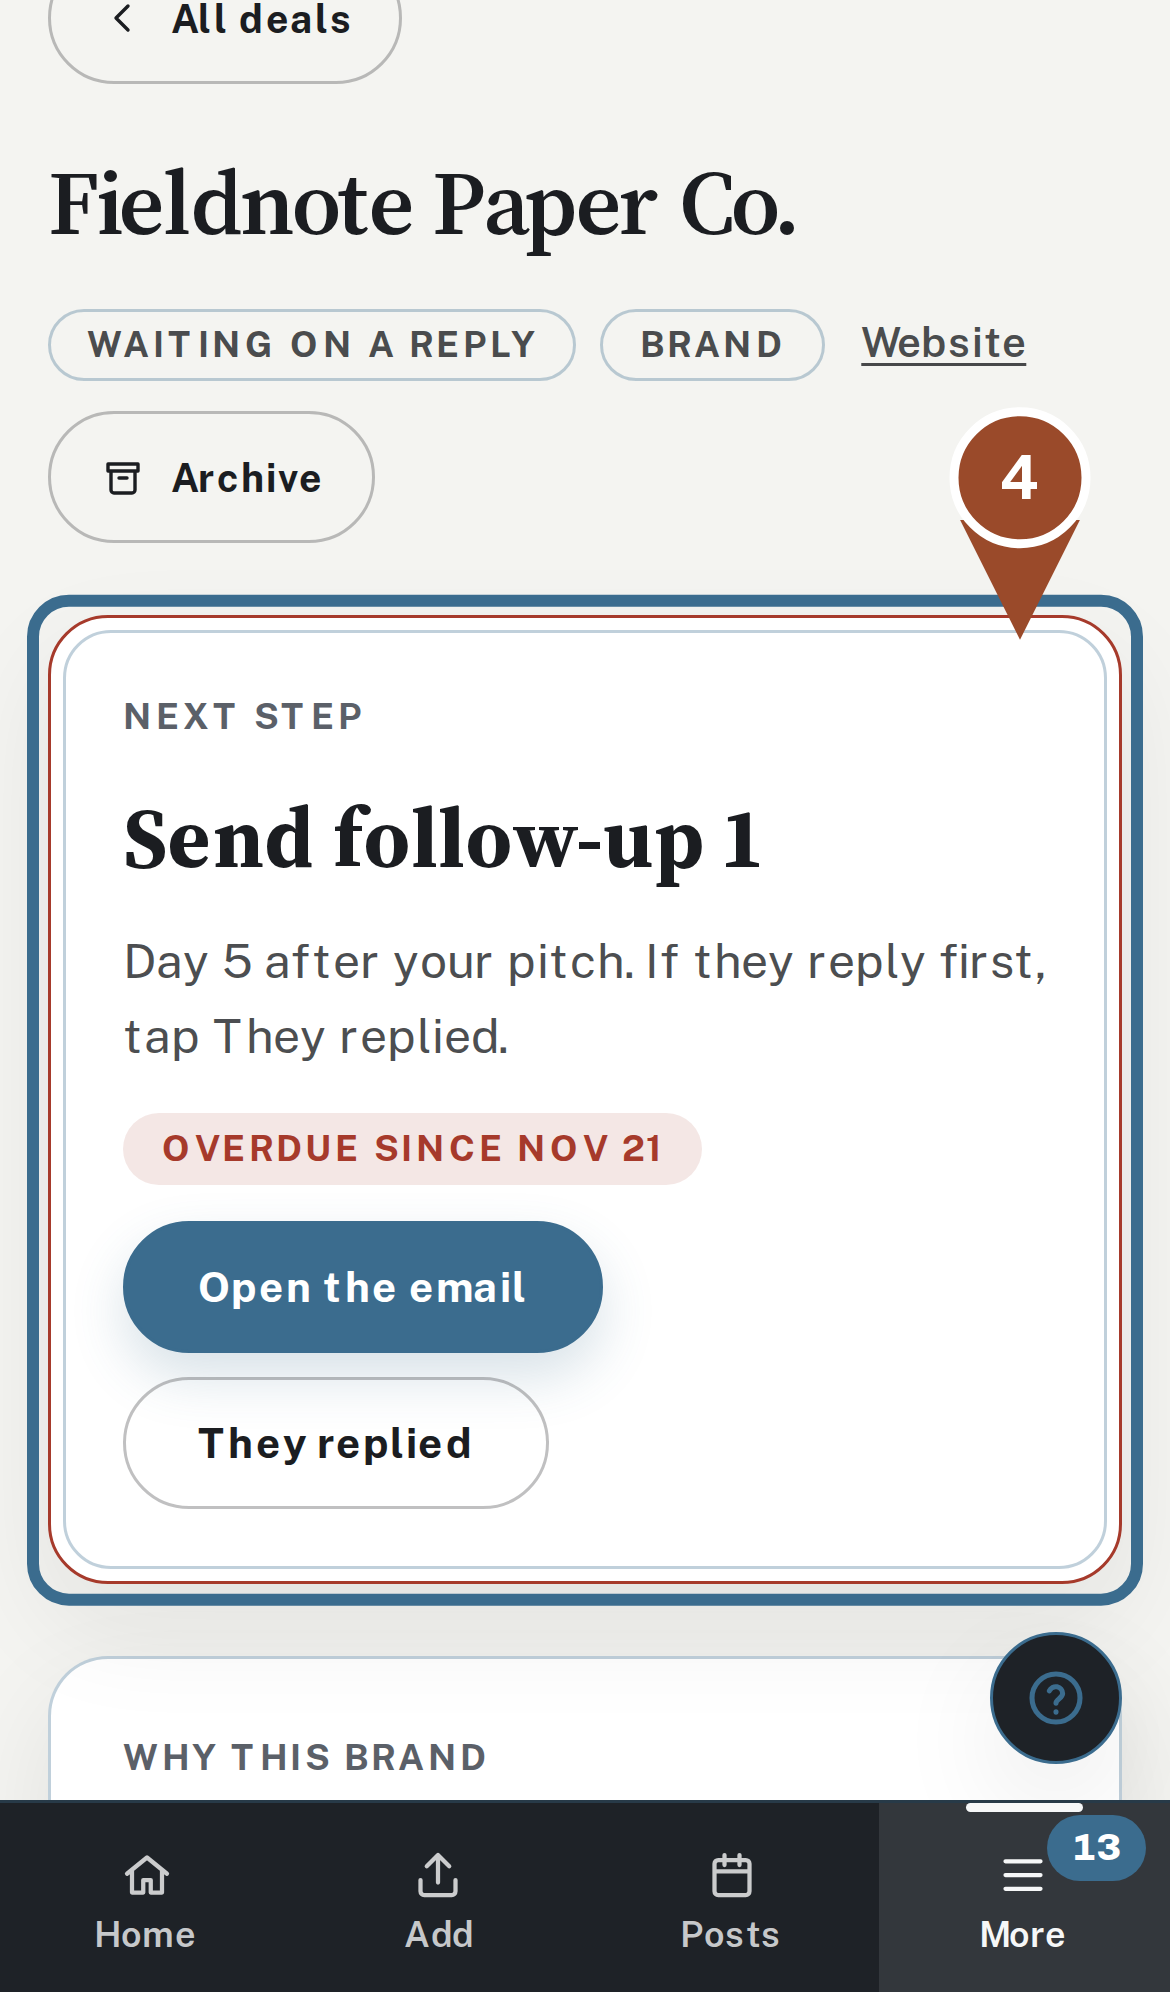 All deals
Fieldnote Paper Co.
WAITING ON A REPLY BRAND Website
Archive
4
NEXT STEP
Send follow-up 1
Day 5 after your pitch. If they reply first,
tap They replied.
OVERDUE SINCE NOV 21
Open the email
They replied
?
WHY THIS BRAND
13
Home Add Posts More